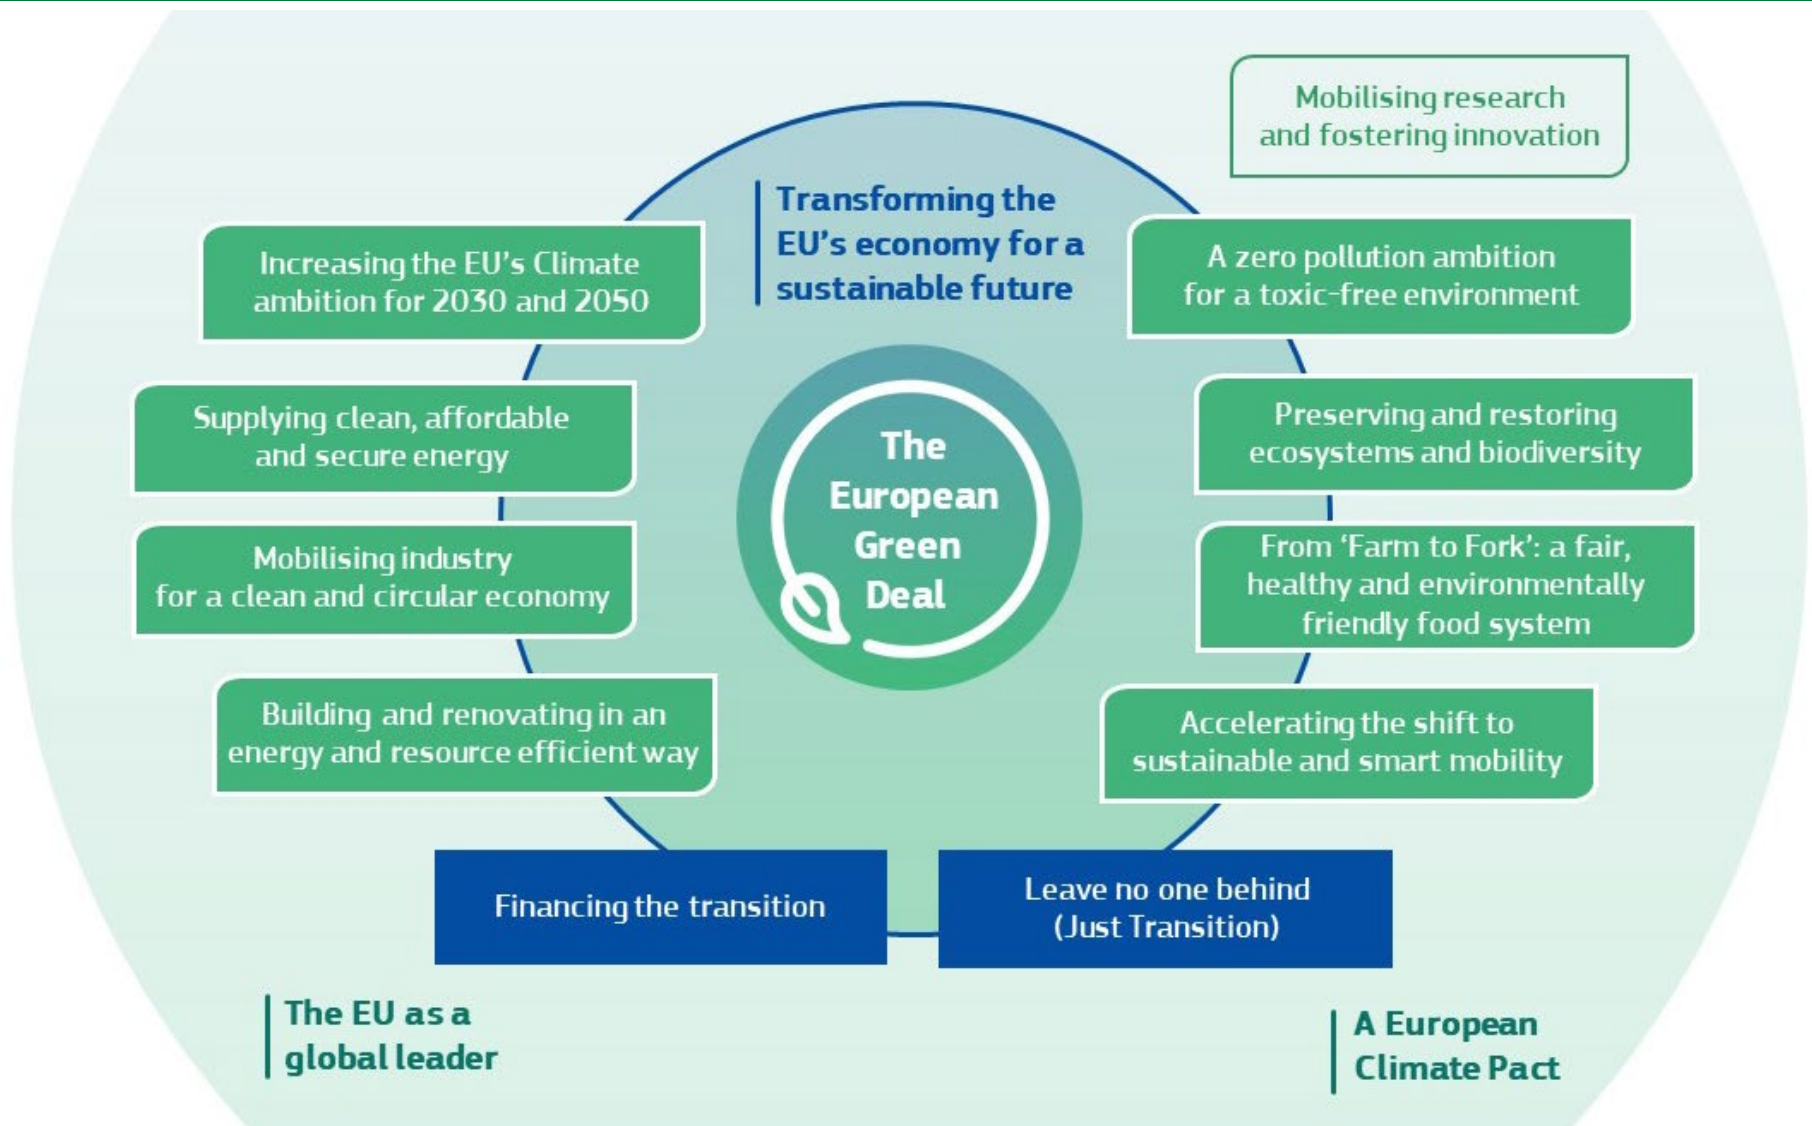 Mobilising research
and fostering innovation
Transforming the
EU's economy for a
sustainable future
Increasing the EU's Climate
ambition for 2030 and 2050
A zero pollution ambition
for a toxic-free environment
Supplying clean, affordable
and secure energy
Preserving and restoring
ecosystems and biodiversity
The
European
Green
Deal
Mobilising industry
for a clean and circular economy
From ‘Farm to Fork’: a fair,
healthy and environmentally
friendly food system
Building and renovating in an
energy and resource efficient way
Accelerating the shift to
sustainable and smart mobility
Financing the transition
Leave no one behind
(Just Transition)
The EU as a
global leader
A European
Climate Pact